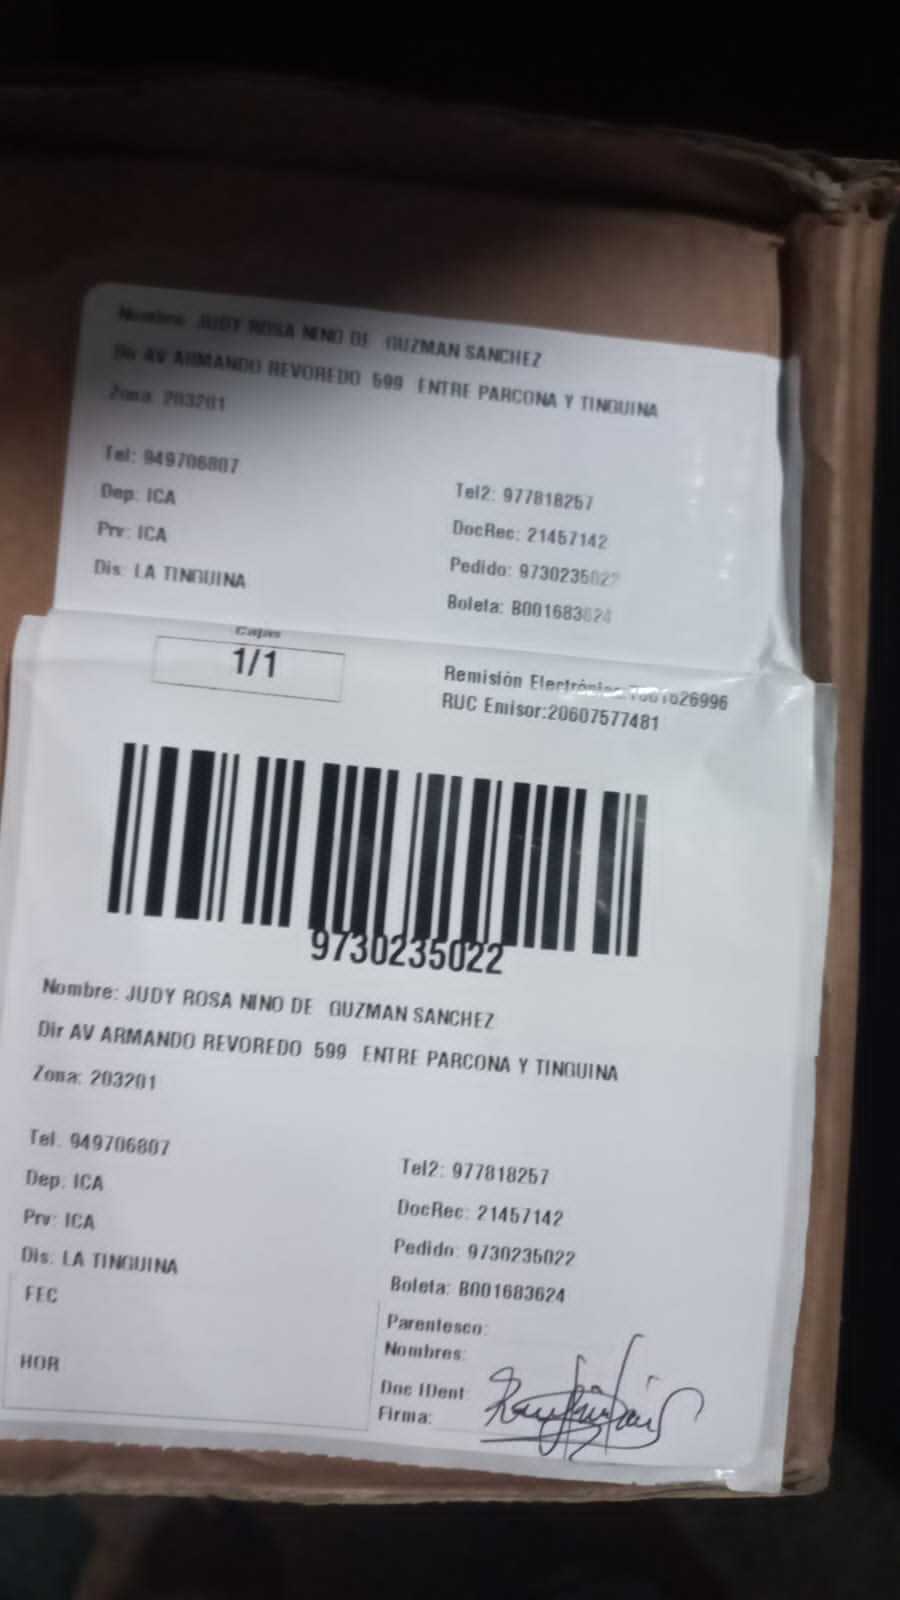 Nombre: JUDY ROSA NINO DE GUZMAN SANCHEZ
Dir AV ARMANDO REVOREDO 599 ENTRE PARCONA Y TINGUINA
Zona: 203201
Tel: 949706807
Tel2: 977818257
Dep: ICA
DocRec: 21457142
Prv: ICA
Pedido: 9730235022
Dis: LA TINGUINA
Boleta: B001683624
Cajas
1/1
Remisión Electrónica
RUC Emisor:20607577481
9730235022
Nombre: JUDY ROSA NINO DE GUZMAN SANCHEZ
Dir AV ARMANDO REVOREDO 599 ENTRE PARCONA Y TINGUINA
Zona: 203201
Tel. 949706807
Tel2: 977818257
Dep: ICA
DocRec: 21457142
Prv: ICA
Pedido: 9730235022
Dis: LA TINGUINA
Boleta: B001683624
FEC
Parentesco:
Nombres:
HOR
Doc IDent
Firma: